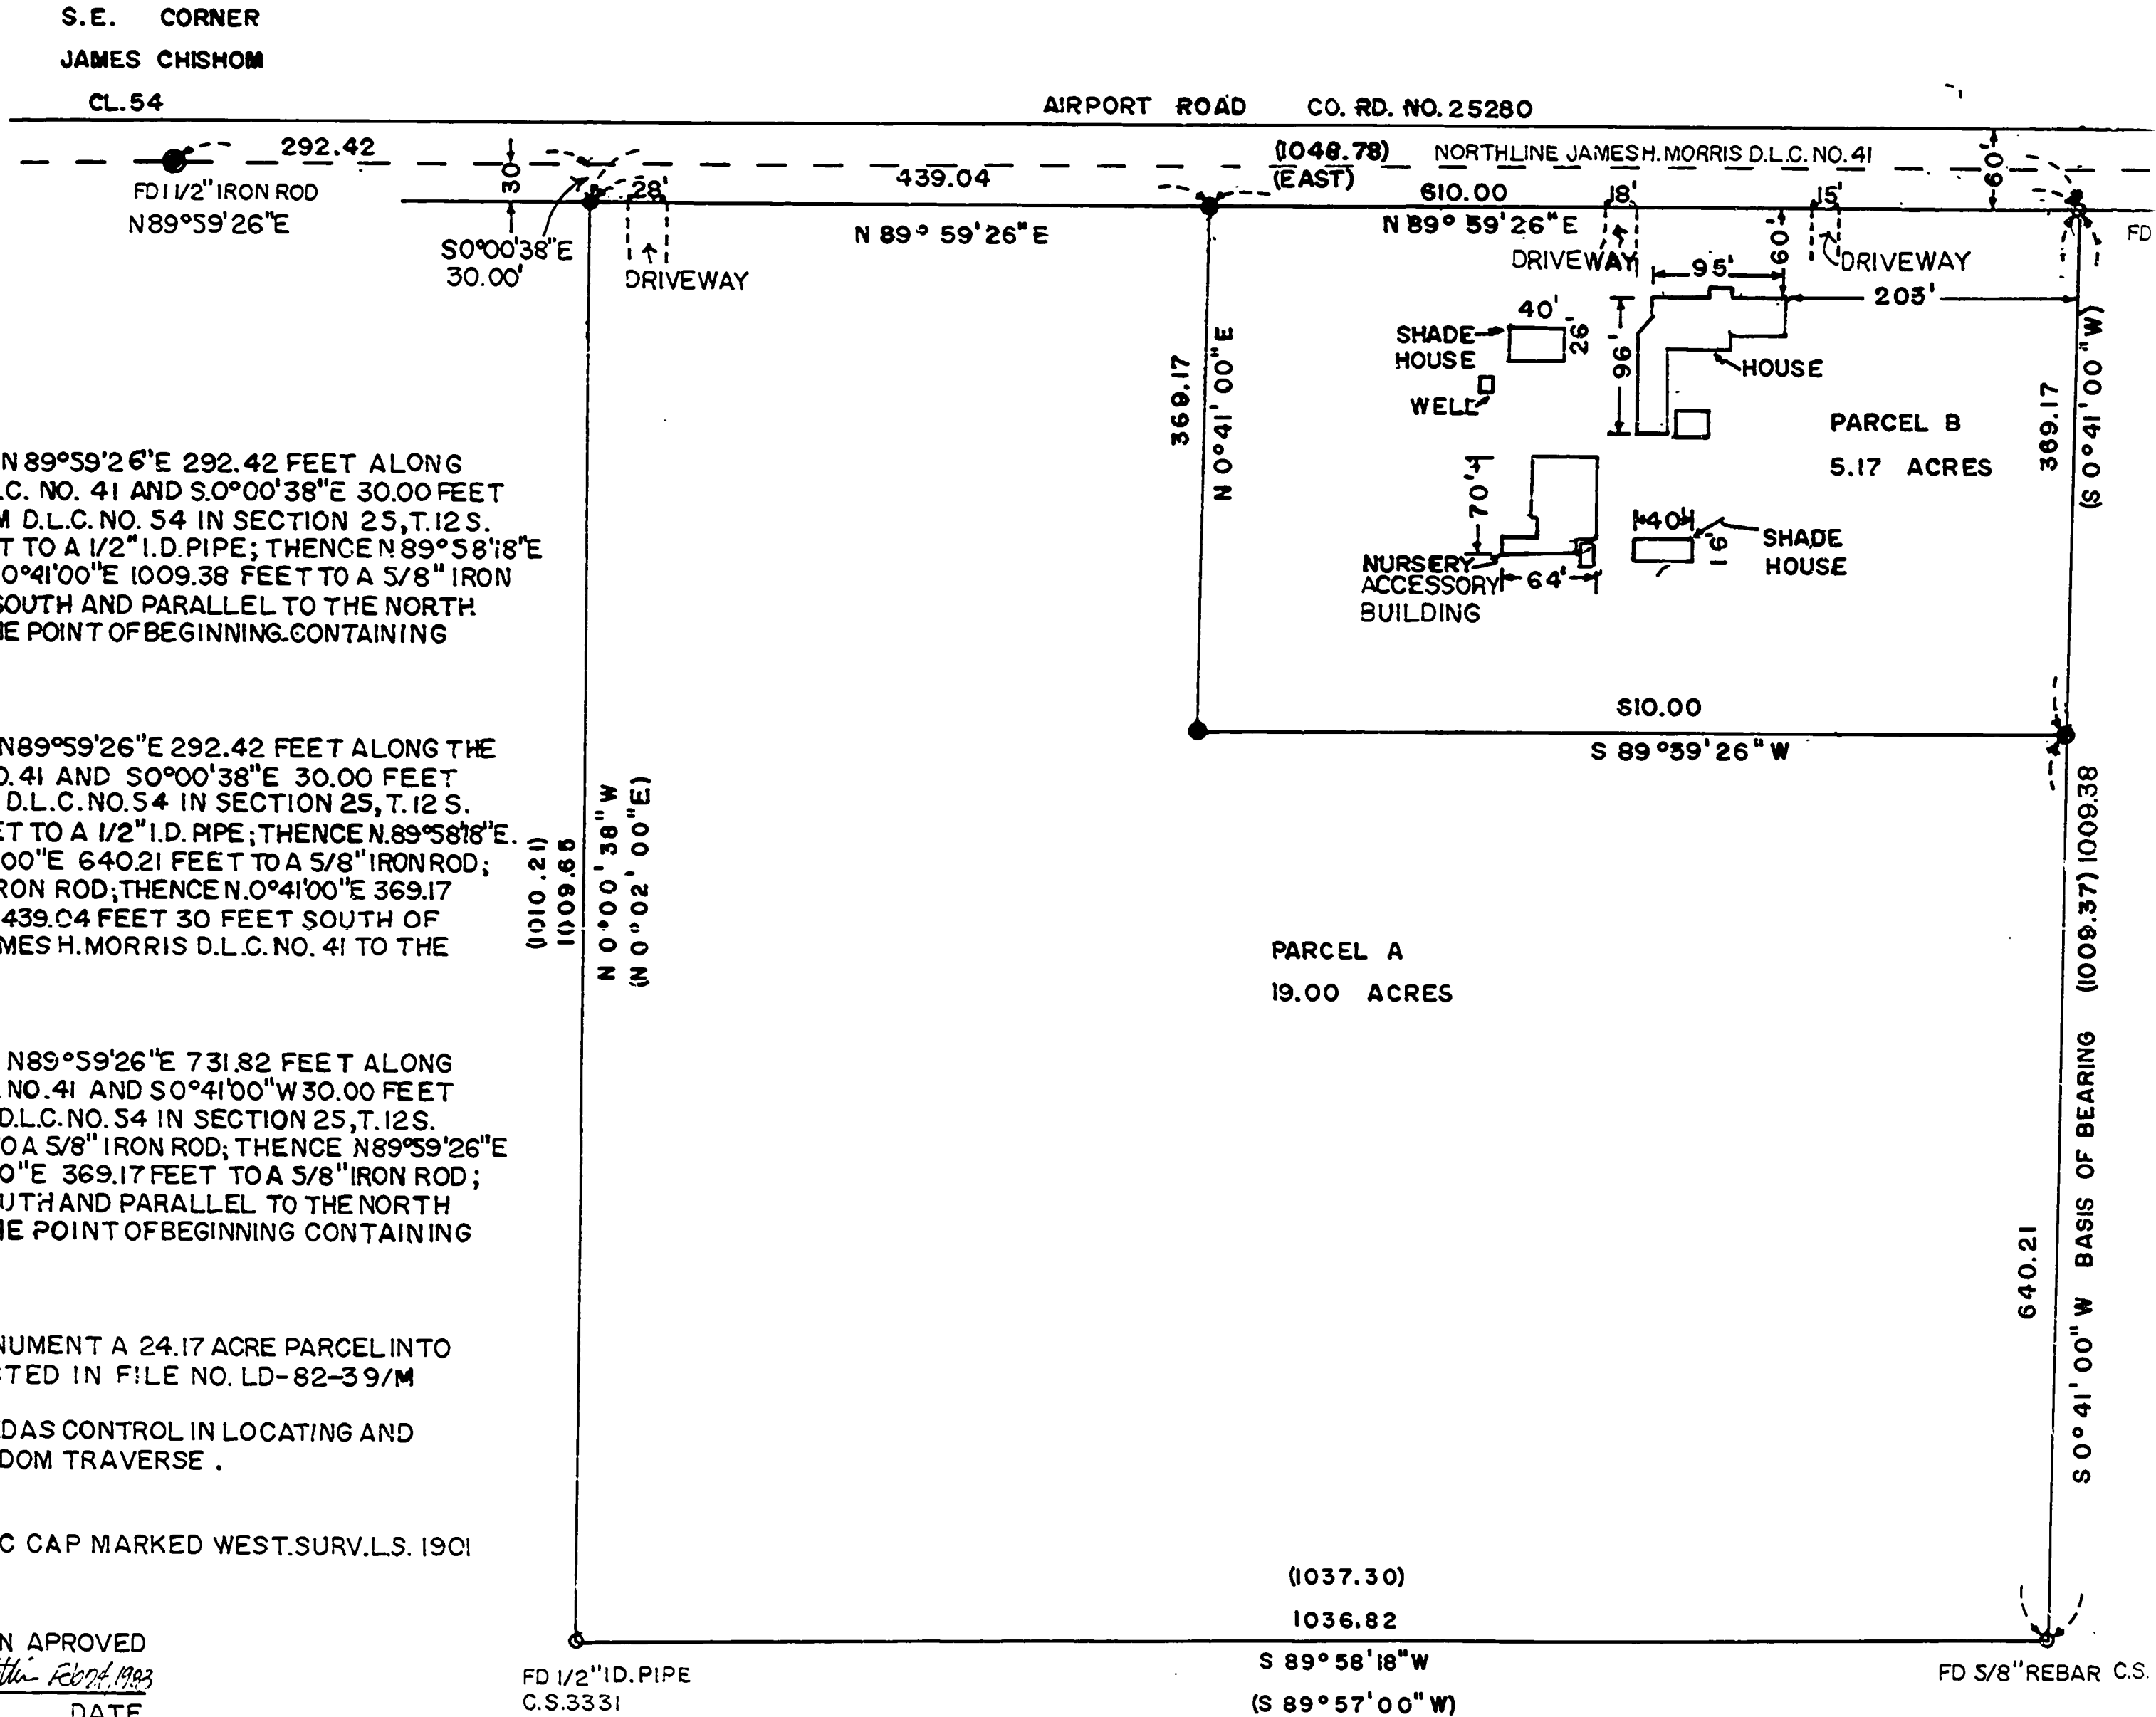 S.E. CORNER
JAMES CHISHOM
CL.54
AIRPORT ROAD CO. RD. NO. 25280
292.42
(1048.78) NORTHLINE JAMES H. MORRIS D.L.C. NO. 41
(EAST)
30'
60'
FD 1 1/2" IRON ROD
N89°59'26"E
28'
439.04
610.00
18'
15'
S0°00'38"E
30.00'
DRIVEWAY
N 89° 59'26" E
N 89° 59'26" E
DRIVEWAY
60'
DRIVEWAY
FD
95'
205'
40'
26'
SHADE
HOUSE
96'
HOUSE
WELL
369.17
N 0°41' 00" E
PARCEL B
5.17 ACRES
369.17
(S 0°41' 00" W)
70'
40'
16'
SHADE
HOUSE
NURSERY
ACCESSORY
BUILDING
64'
N 89°59'26"E 292.42 FEET ALONG
.C. NO. 41 AND S.0°00'38"E 30.00 FEET
M D.L.C. NO. 54 IN SECTION 25,T.12S.
T TO A 1/2" I.D. PIPE; THENCE N 89°58'18"E
0°41'00"E 1009.38 FEET TO A 5/8" IRON
SOUTH AND PARALLEL TO THE NORTH
HE POINT OF BEGINNING.CONTAINING
S10.00
S 89°59'26" W
N89°59'26"E 292.42 FEET ALONG THE
O. 41 AND S0°00'38"E 30.00 FEET
D.L.C. NO. 54 IN SECTION 25,T.12 S.
ET TO A 1/2" I.D. PIPE; THENCE N.89°58'18"E.
00"E 640.21 FEET TO A 5/8" IRON ROD;
RON ROD; THENCE N.0°41'00"E 369.17
439.04 FEET 30 FEET SOUTH OF
MES H. MORRIS D.L.C. NO. 41 TO THE
(1010.21)
1009.65
N 0°00' 38" W
(N 0°02' 00"E)
PARCEL A
19.00 ACRES
640.21
S 0°41' 00" W BASIS OF BEARING (1009.37) 1009.38
N89°59'26"E 731.82 FEET ALONG
NO. 41 AND S0°41'00"W 30.00 FEET
D.L.C. NO. 54 IN SECTION 25,T.12S.
O A 5/8" IRON ROD; THENCE N89°59'26"E
0"E 369.17 FEET TO A 5/8" IRON ROD;
UTH AND PARALLEL TO THE NORTH
HE POINT OF BEGINNING CONTAINING
NUMENT A 24.17 ACRE PARCEL INTO
CTED IN FILE NO. LD-82-39/M
ED AS CONTROL IN LOCATING AND
DOM TRAVERSE .
C CAP MARKED WEST.SURV.L.S. 1901
N APROVED
DATE
(1037.30)
1036.82
S 89°58'18"W
(S 89°57'00" W)
FD 1/2" ID. PIPE
C.S.3331
FD 5/8" REBAR C.S.